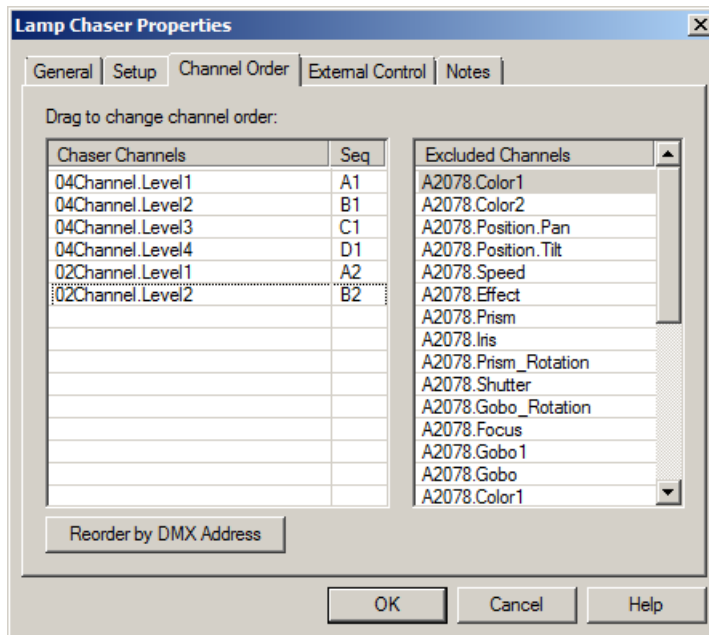 Lamp Chaser Properties
General Setup Channel Order External Control Notes
Drag to change channel order:
Chaser Channels Seq Excluded Channels
04Channel.Level1 A1 A2078.Color1
04Channel.Level2 B1 A2078.Color2
04Channel.Level3 C1 A2078.Position.Pan
04Channel.Level4 D1 A2078.Position.Tilt
02Channel.Level1 A2 A2078.Speed
02Channel.Level2 B2 A2078.Effect
A2078.Prism
A2078.Iris
A2078.Prism_Rotation
A2078.Shutter
A2078.Gobo_Rotation
A2078.Focus
A2078.Gobo1
A2078.Gobo
A2078.Color1
Reorder by DMX Address
OK Cancel Help